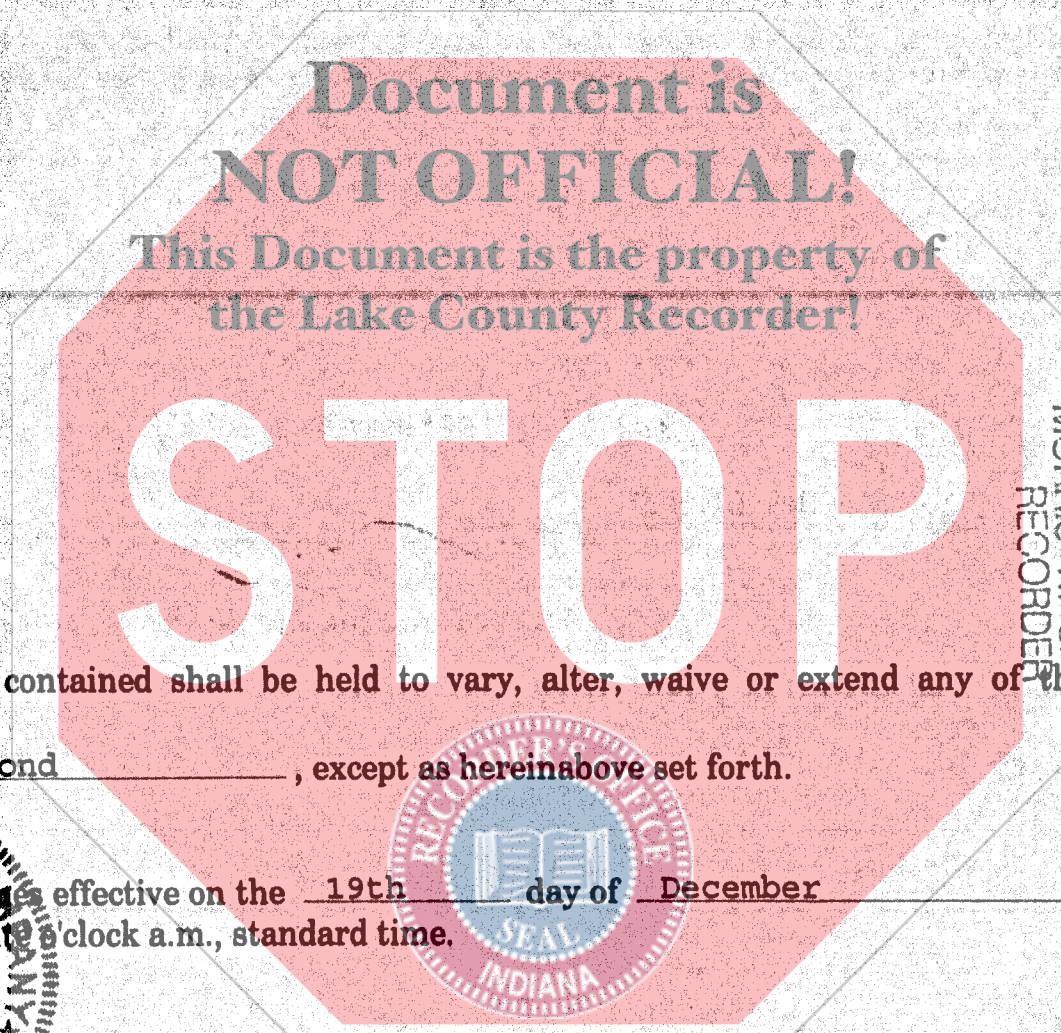 Document is
NOT OFFICIAL!
This Document is the property of
the Lake County Recorder!
STOP
RECORDER
contained shall be held to vary, alter, waive or extend any of th
ond , except as hereinabove set forth.
RECORDER'S OFFICE
effective on the 19th day of December
o'clock a.m., standard time.
SEAL
INDIANA